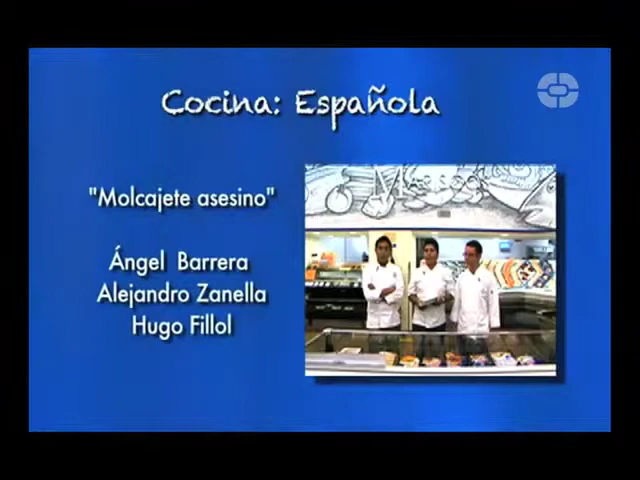 Cocina: Española
"Molcajete asesino"
Ángel Barrera
Alejandro Zanella
Hugo Fillol